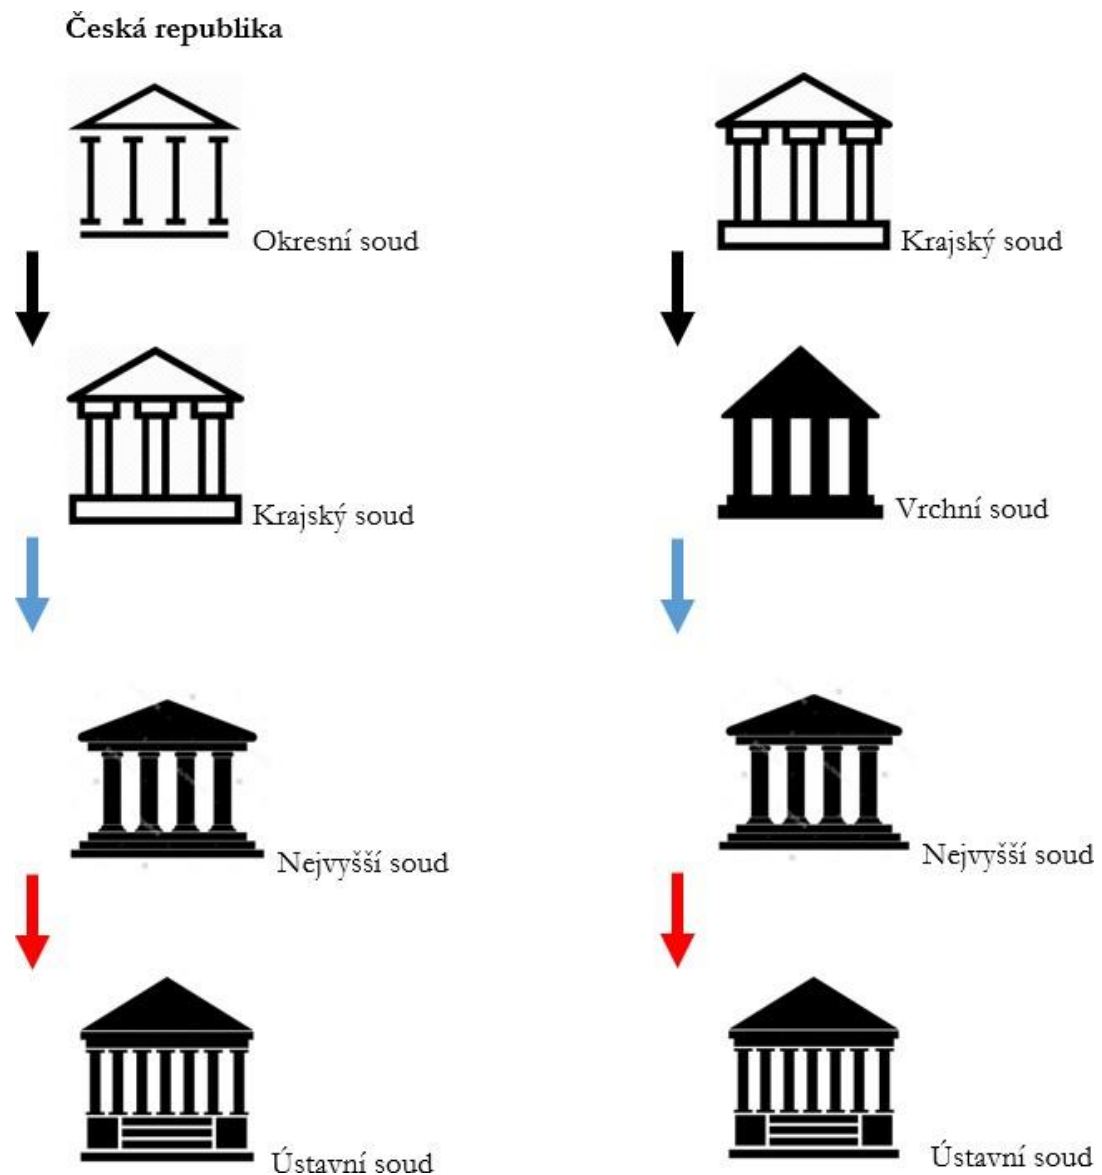 Česká republika
Okresní soud
Krajský soud
Krajský soud
Vrchní soud
Nejvyšší soud
Nejvyšší soud
Ústavní soud
Ústavní soud